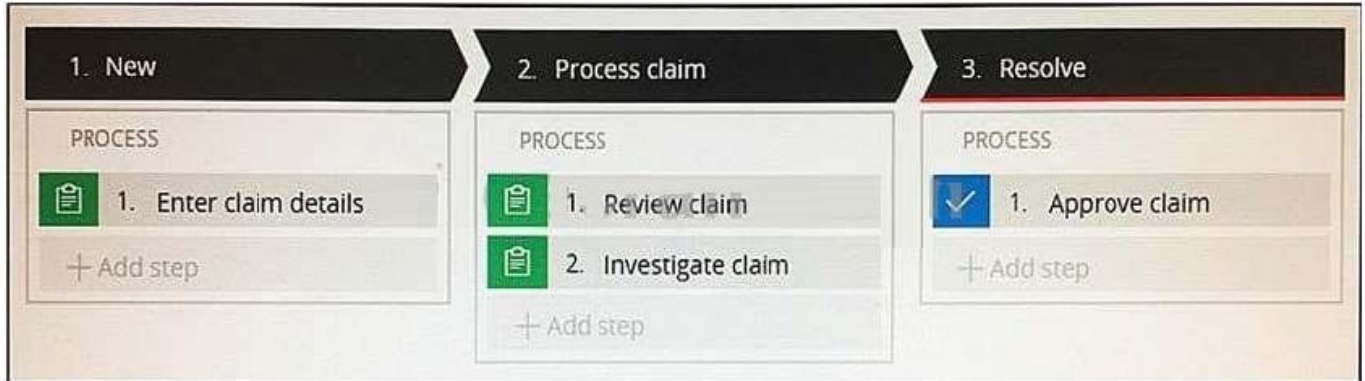 1. New
2. Process claim
3. Resolve
PROCESS
1. Enter claim details
+ Add step
PROCESS
1. Review claim
2. Investigate claim
+ Add step
PROCESS
1. Approve claim
+ Add step